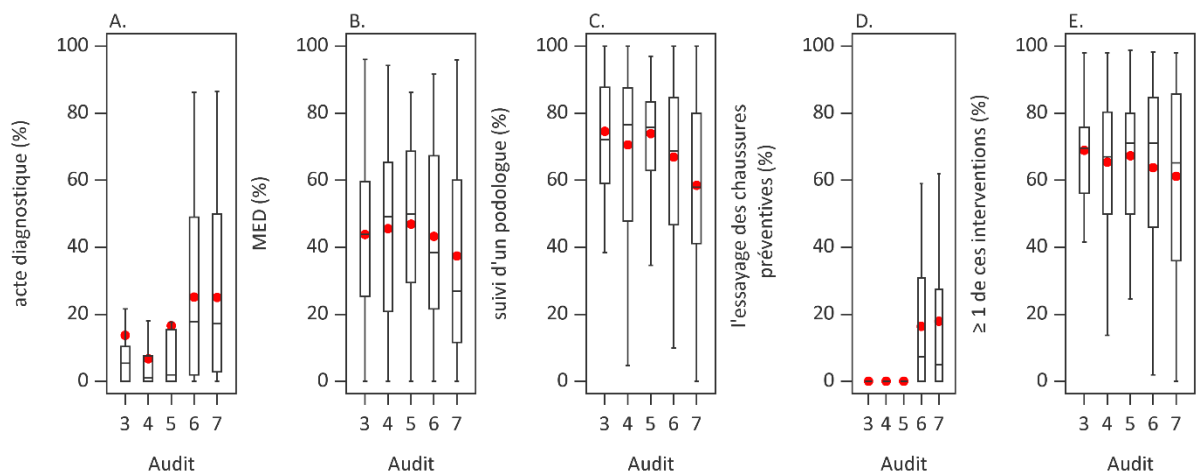 A.
acte diagnostique (%)
100
80
60
40
20
0
3 4 5 6 7
Audit
B.
MED (%)
100
80
60
40
20
0
3 4 5 6 7
Audit
C.
suivi d'un podologue (%)
100
80
60
40
20
0
3 4 5 6 7
Audit
D.
l'essayage des chaussures
préventives (%)
100
80
60
40
20
0
3 4 5 6 7
Audit
E.
≥ 1 de ces interventions (%)
100
80
60
40
20
0
3 4 5 6 7
Audit